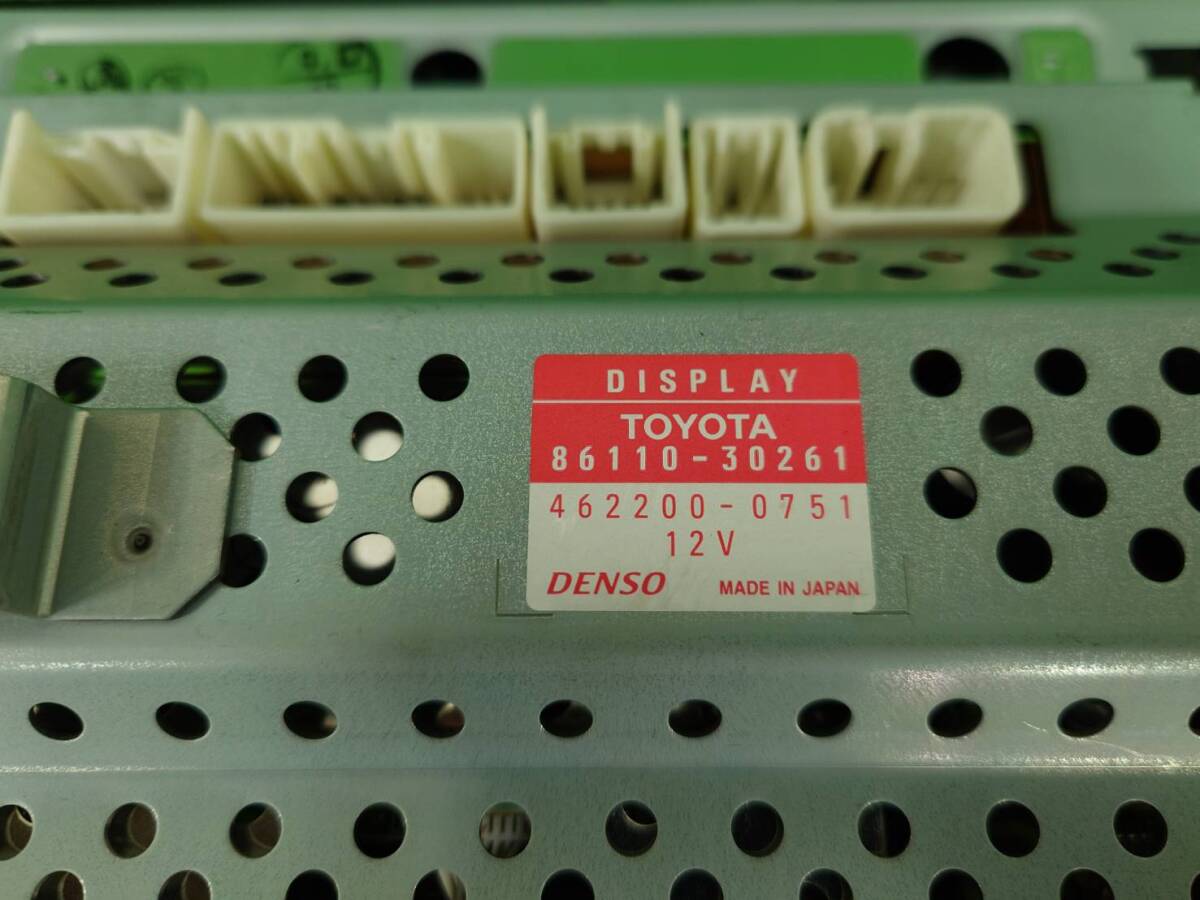 DISPLAY
TOYOTA
86110-30261
462200-0751
12V
DENSO MADE IN JAPAN